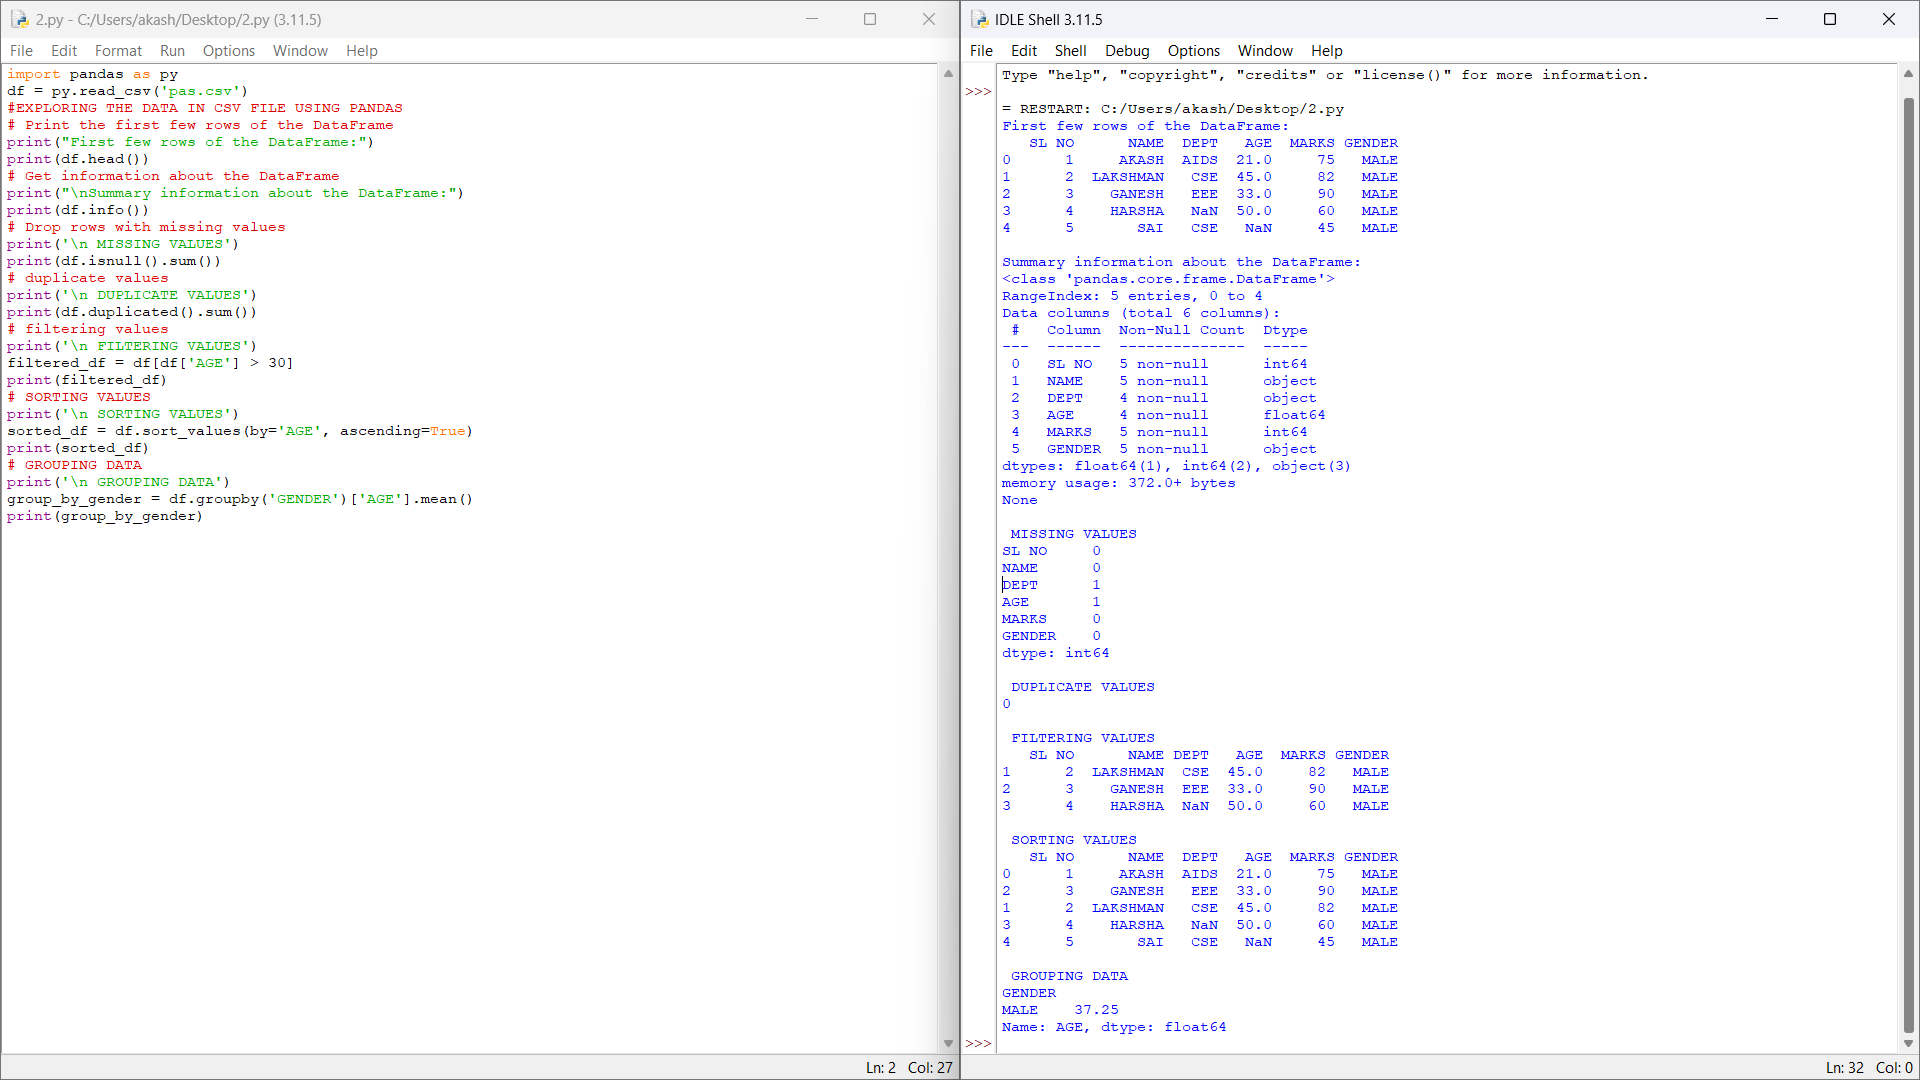 2.py - C:/Users/akash/Desktop/2.py (3.11.5)
File Edit Format Run Options Window Help
import pandas as py
df = py.read_csv('pas.csv')
#EXPLORING THE DATA IN CSV FILE USING PANDAS
# Print the first few rows of the DataFrame
print("First few rows of the DataFrame:")
print(df.head())
# Get information about the DataFrame
print("\nSummary information about the DataFrame:")
print(df.info())
# Drop rows with missing values
print('\n MISSING VALUES')
print(df.isnull().sum())
# duplicate values
print('\n DUPLICATE VALUES')
print(df.duplicated().sum())
# filtering values
print('\n FILTERING VALUES')
filtered_df = df[df['AGE'] > 30]
print(filtered_df)
# SORTING VALUES
print('\n SORTING VALUES')
sorted_df = df.sort_values(by='AGE', ascending=True)
print(sorted_df)
# GROUPING DATA
print('\n GROUPING DATA')
group_by_gender = df.groupby('GENDER')['AGE'].mean()
print(group_by_gender)
Ln: 2 Col: 27
IDLE Shell 3.11.5
File Edit Shell Debug Options Window Help
Type "help", "copyright", "credits" or "license()" for more information.
>>>
= RESTART: C:/Users/akash/Desktop/2.py
First few rows of the DataFrame:
   SL NO      NAME  DEPT   AGE  MARKS GENDER
0      1     AKASH  AIDS  21.0     75   MALE
1      2  LAKSHMAN   CSE  45.0     82   MALE
2      3    GANESH   EEE  33.0     90   MALE
3      4    HARSHA   NaN  50.0     60   MALE
4      5       SAI   CSE   NaN     45   MALE
Summary information about the DataFrame:
<class 'pandas.core.frame.DataFrame'>
RangeIndex: 5 entries, 0 to 4
Data columns (total 6 columns):
 #   Column  Non-Null Count  Dtype
---  ------  --------------  -----
 0   SL NO   5 non-null      int64
 1   NAME    5 non-null      object
 2   DEPT    4 non-null      object
 3   AGE     4 non-null      float64
 4   MARKS   5 non-null      int64
 5   GENDER  5 non-null      object
dtypes: float64(1), int64(2), object(3)
memory usage: 372.0+ bytes
None
 MISSING VALUES
SL NO     0
NAME      0
DEPT      1
AGE       1
MARKS     0
GENDER    0
dtype: int64
 DUPLICATE VALUES
0
 FILTERING VALUES
   SL NO      NAME DEPT   AGE  MARKS GENDER
1      2  LAKSHMAN  CSE  45.0     82   MALE
2      3    GANESH  EEE  33.0     90   MALE
3      4    HARSHA  NaN  50.0     60   MALE
 SORTING VALUES
   SL NO      NAME  DEPT   AGE  MARKS GENDER
0      1     AKASH  AIDS  21.0     75   MALE
2      3    GANESH   EEE  33.0     90   MALE
1      2  LAKSHMAN   CSE  45.0     82   MALE
3      4    HARSHA   NaN  50.0     60   MALE
4      5       SAI   CSE   NaN     45   MALE
 GROUPING DATA
GENDER
MALE    37.25
Name: AGE, dtype: float64
>>>
Ln: 32 Col: 0